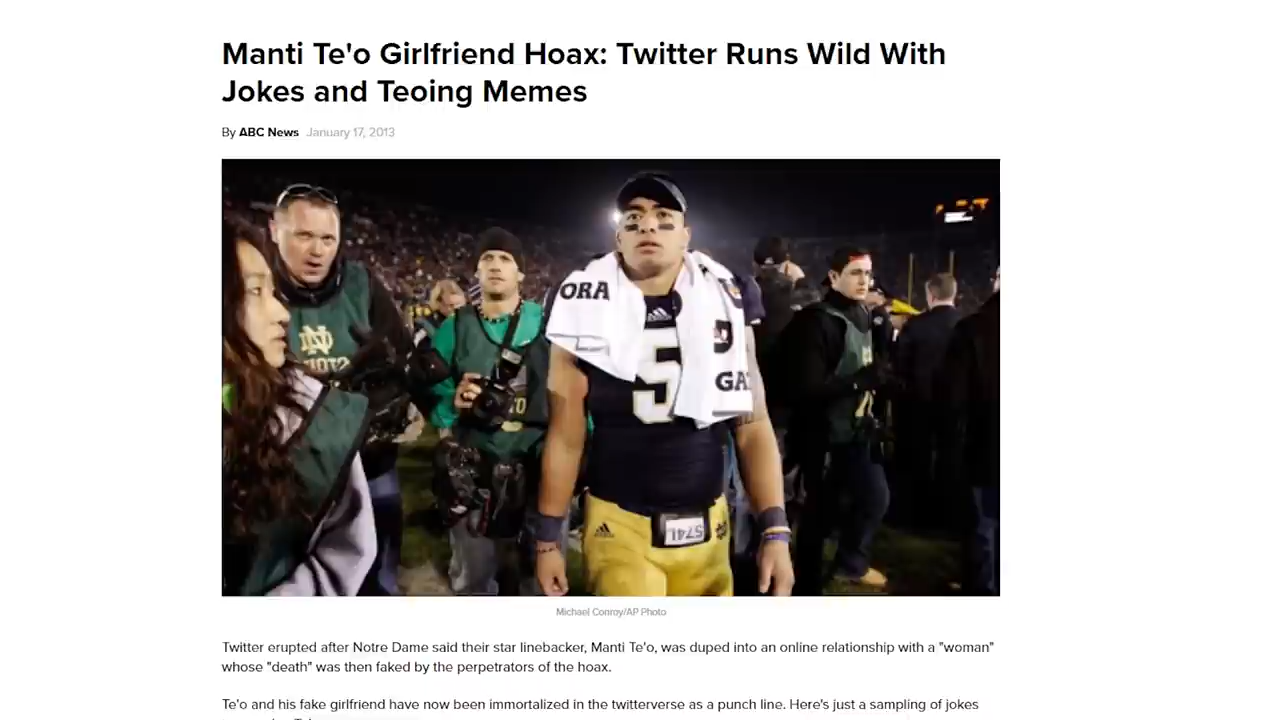 Manti Te'o Girlfriend Hoax: Twitter Runs Wild With
Jokes and Teoing Memes
By ABC News January 17, 2013
ORA
GA
5
Michael Conroy/AP Photo
Twitter erupted after Notre Dame said their star linebacker, Manti Te'o, was duped into an online relationship with a "woman"
whose "death" was then faked by the perpetrators of the hoax.
Te'o and his fake girlfriend have now been immortalized in the twitterverse as a punch line. Here's just a sampling of jokes